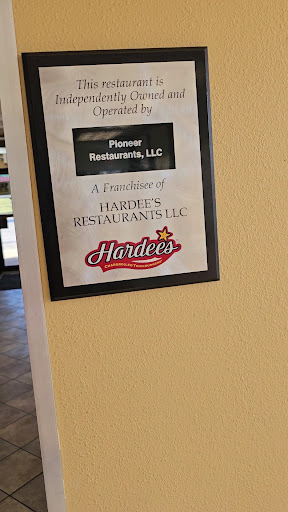 This restaurant is
Independently Owned and
Operated by
Pioneer
Restaurants, LLC
A Franchisee of
HARDEE'S
RESTAURANTS LLC
Hardee's